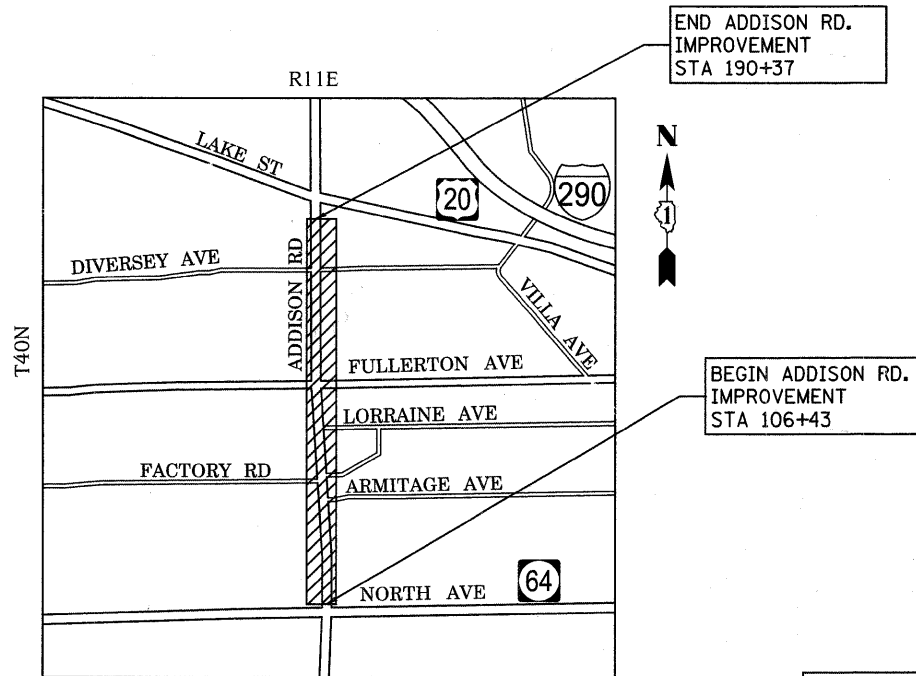 END ADDISON RD.
IMPROVEMENT
STA 190+37
R11E
N
LAKE ST
20
290
1
DIVERSEY AVE
ADDISON RD
VILLA AVE
T40N
FULLERTON AVE
BEGIN ADDISON RD.
IMPROVEMENT
STA 106+43
LORRAINE AVE
FACTORY RD
ARMITAGE AVE
NORTH AVE
64